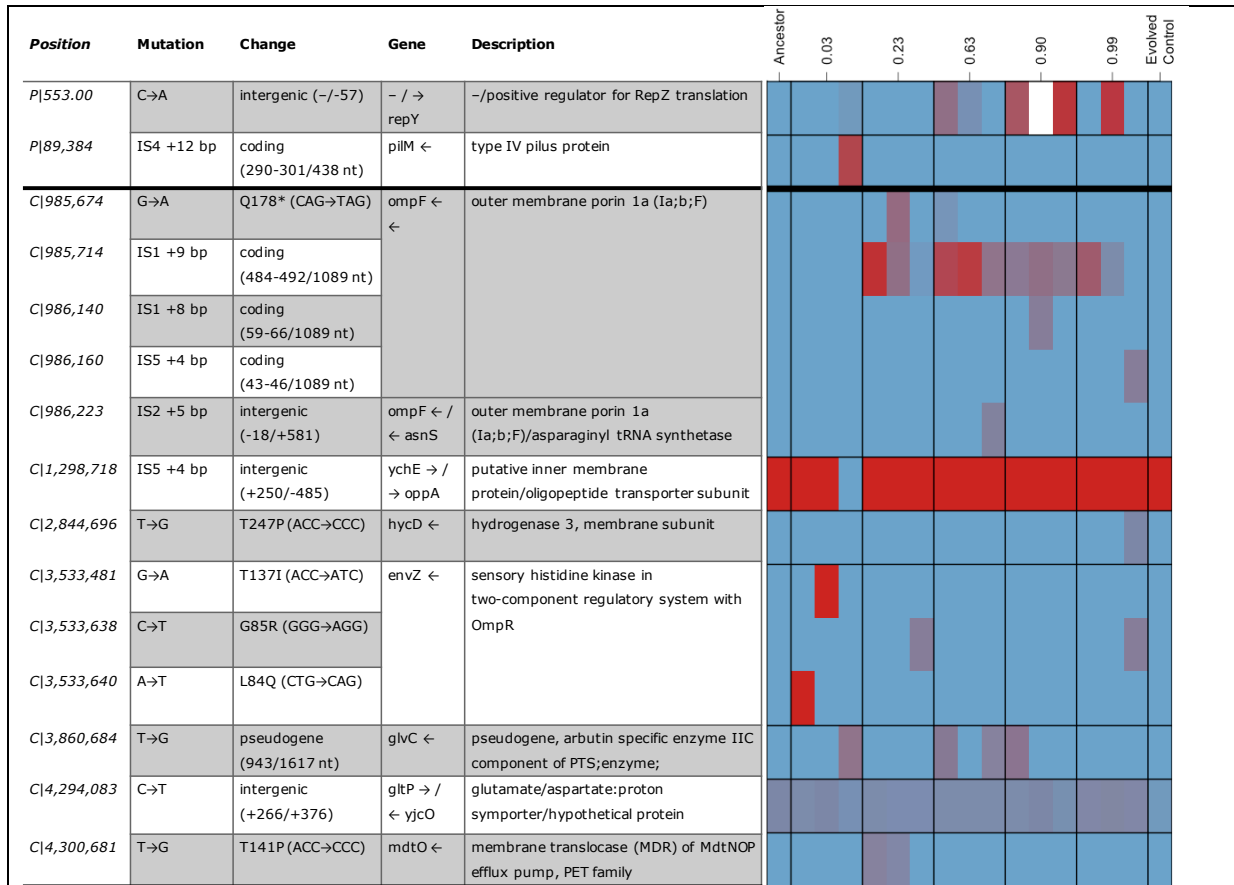 Position Mutation Change Gene Description Ancestor 0.03 0.23 0.63 0.90 0.99 Evolved Control
P|553.00 C→A intergenic (–/-57) – / → –/positive regulator for RepZ translation
repY
P|89,384 IS4 +12 bp coding pilM ← type IV pilus protein
(290-301/438 nt)
C|985,674 G→A Q178* (CAG→TAG) ompF ← outer membrane porin 1a (Ia;b;F)
←
C|985,714 IS1 +9 bp coding
(484-492/1089 nt)
C|986,140 IS1 +8 bp coding
(59-66/1089 nt)
C|986,160 IS5 +4 bp coding
(43-46/1089 nt)
C|986,223 IS2 +5 bp intergenic ompF ← / outer membrane porin 1a
(-18/+581) ← asnS (Ia;b;F)/asparaginyl tRNA synthetase
C|1,298,718 IS5 +4 bp intergenic ychE → / putative inner membrane
(+250/-485) → oppA protein/oligopeptide transporter subunit
C|2,844,696 T→G T247P (ACC→CCC) hycD ← hydrogenase 3, membrane subunit
C|3,533,481 G→A T137I (ACC→ATC) envZ ← sensory histidine kinase in
two-component regulatory system with
C|3,533,638 C→T G85R (GGG→AGG) OmpR
C|3,533,640 A→T L84Q (CTG→CAG)
C|3,860,684 T→G pseudogene glvC ← pseudogene, arbutin specific enzyme IIC
(943/1617 nt) component of PTS;enzyme;
C|4,294,083 C→T intergenic gltP → / glutamate/aspartate:proton
(+266/+376) ← yjcO symporter/hypothetical protein
C|4,300,681 T→G T141P (ACC→CCC) mdtO ← membrane translocase (MDR) of MdtNOP
efflux pump, PET family